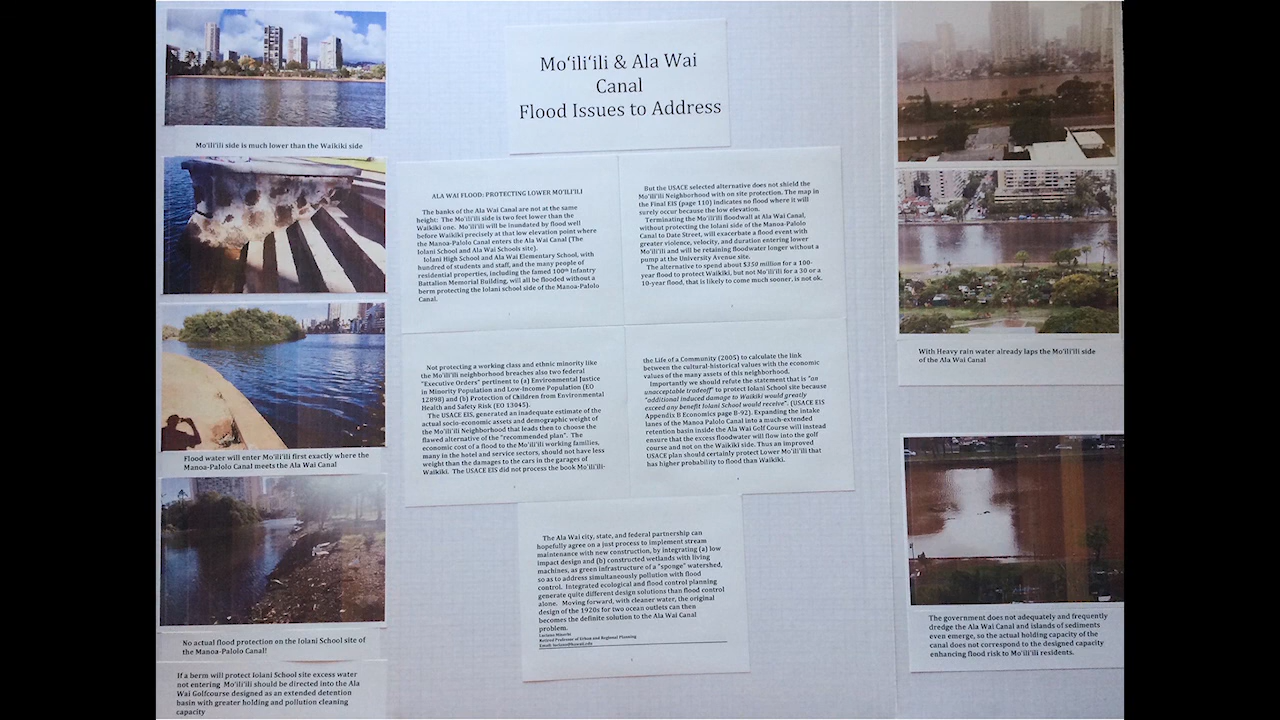 Mo‘ili‘ili & Ala Wai
Canal
Flood Issues to Address
Mo'ili'ili side is much lower than the Waikiki side
Flood water will enter Mo'ili'ili first exactly where the
Manoa-Palolo Canal meets the Ala Wai Canal
No actual flood protection on the Iolani School site of
the Manoa-Palolo Canal!
If a berm will protect Iolani School site excess water
not entering Mo'ili'ili should be directed into the Ala
Wai Golfcourse designed as an extended detention
basin with greater holding and pollution cleaning
capacity
ALA WAI FLOOD: PROTECTING LOWER MO'ILI'ILI
The banks of the Ala Wai Canal are not at the same
height: The Mo'ili'ili side is two feet lower than the
Waikiki one. Mo'ili'ili will be inundated by flood well
before Waikiki precisely at that low elevation point where
the Manoa-Palolo Canal enters the Ala Wai Canal (The
Iolani School and Ala Wai Schools site).
Iolani High School and Ala Wai Elementary School, with
hundred of students and staff, and the many people of
residential properties, including the famed 100th Infantry
Battalion Memorial Building, will all be flooded without a
berm protecting the Iolani school side of the Manoa-Palolo
Canal.
But the USACE selected alternative does not shield the
Mo'ili'ili Neighborhood with on site protection. The map in
the Final EIS (page 110) indicates no flood where it will
surely occur because the low elevation.
Terminating the Mo'ili'ili floodwall at Ala Wai Canal,
without protecting the Iolani side of the Manoa-Palolo
Canal to Date Street, will exacerbate a flood event with
greater violence, velocity, and duration entering lower
Mo'ili'ili and will be retaining floodwater longer without a
pump at the University Avenue site.
The alternative to spend about $350 million for a 100-
year flood to protect Waikiki, but not Mo'ili'ili for a 30 or a
10-year flood, that is likely to come much sooner, is not ok.
Not protecting a working class and ethnic minority like
the Mo'ili'ili neighborhood breaches also two federal
"Executive Orders" pertinent to (a) Environmental Justice
in Minority Population and Low-Income Population (EO
12898) and (b) Protection of Children from Environmental
Health and Safety Risk (EO 13045).
The USACE EIS, generated an inadequate estimate of the
actual socio-economic assets and demographic weight of
the Mo'ili'ili Neighborhood that leads then to choose the
flawed alternative of the "recommended plan". The
economic cost of a flood to the Mo'ili'ili working families,
many in the hotel and service sectors, should not have less
weight than the damages to the cars in the garages of
Waikiki. The USACE EIS did not process the book Mo'ili'ili-
the Life of a Community (2005) to calculate the link
between the cultural-historical values with the economic
values of the many assets of this neighborhood.
Importantly we should refute the statement that is "an
unacceptable tradeoff" to protect Iolani School site because
"additional induced damage to Waikiki would greatly
exceed any benefit Iolani School would receive". (USACE EIS
Appendix B Economics page B-92). Expanding the intake
lanes of the Manoa Palolo Canal into a much-extended
retention basin inside the Ala Wai Golf Course will instead
ensure that the excess floodwater will flow into the golf
course and not on the Waikiki side. Thus an improved
USACE plan should certainly protect Lower Mo'ili'ili that
has higher probability to flood than Waikiki.
The Ala Wai city, state, and federal partnership can
hopefully agree on a just process to implement stream
maintenance with new construction, by integrating (a) low
impact design and (b) constructed wetlands with living
machines, as green infrastructure of a "sponge" watershed,
so as to address simultaneously pollution with flood
control. Integrated ecological and flood control planning
generate quite different design solutions than flood control
alone. Moving forward, with cleaner water, the original
design of the 1920s for two ocean outlets can then
becomes the definite solution to the Ala Wai Canal
problem.
Luciano Minerbi
Retired Professor of Urban and Regional Planning
Email: luciano@hawaii.edu
With Heavy rain water already laps the Mo'ili'ili side
of the Ala Wai Canal
The government does not adequately and frequently
dredge the Ala Wai Canal and islands of sediments
even emerge, so the actual holding capacity of the
canal does not correspond to the designed capacity
enhancing flood risk to Mo'ili'ili residents.